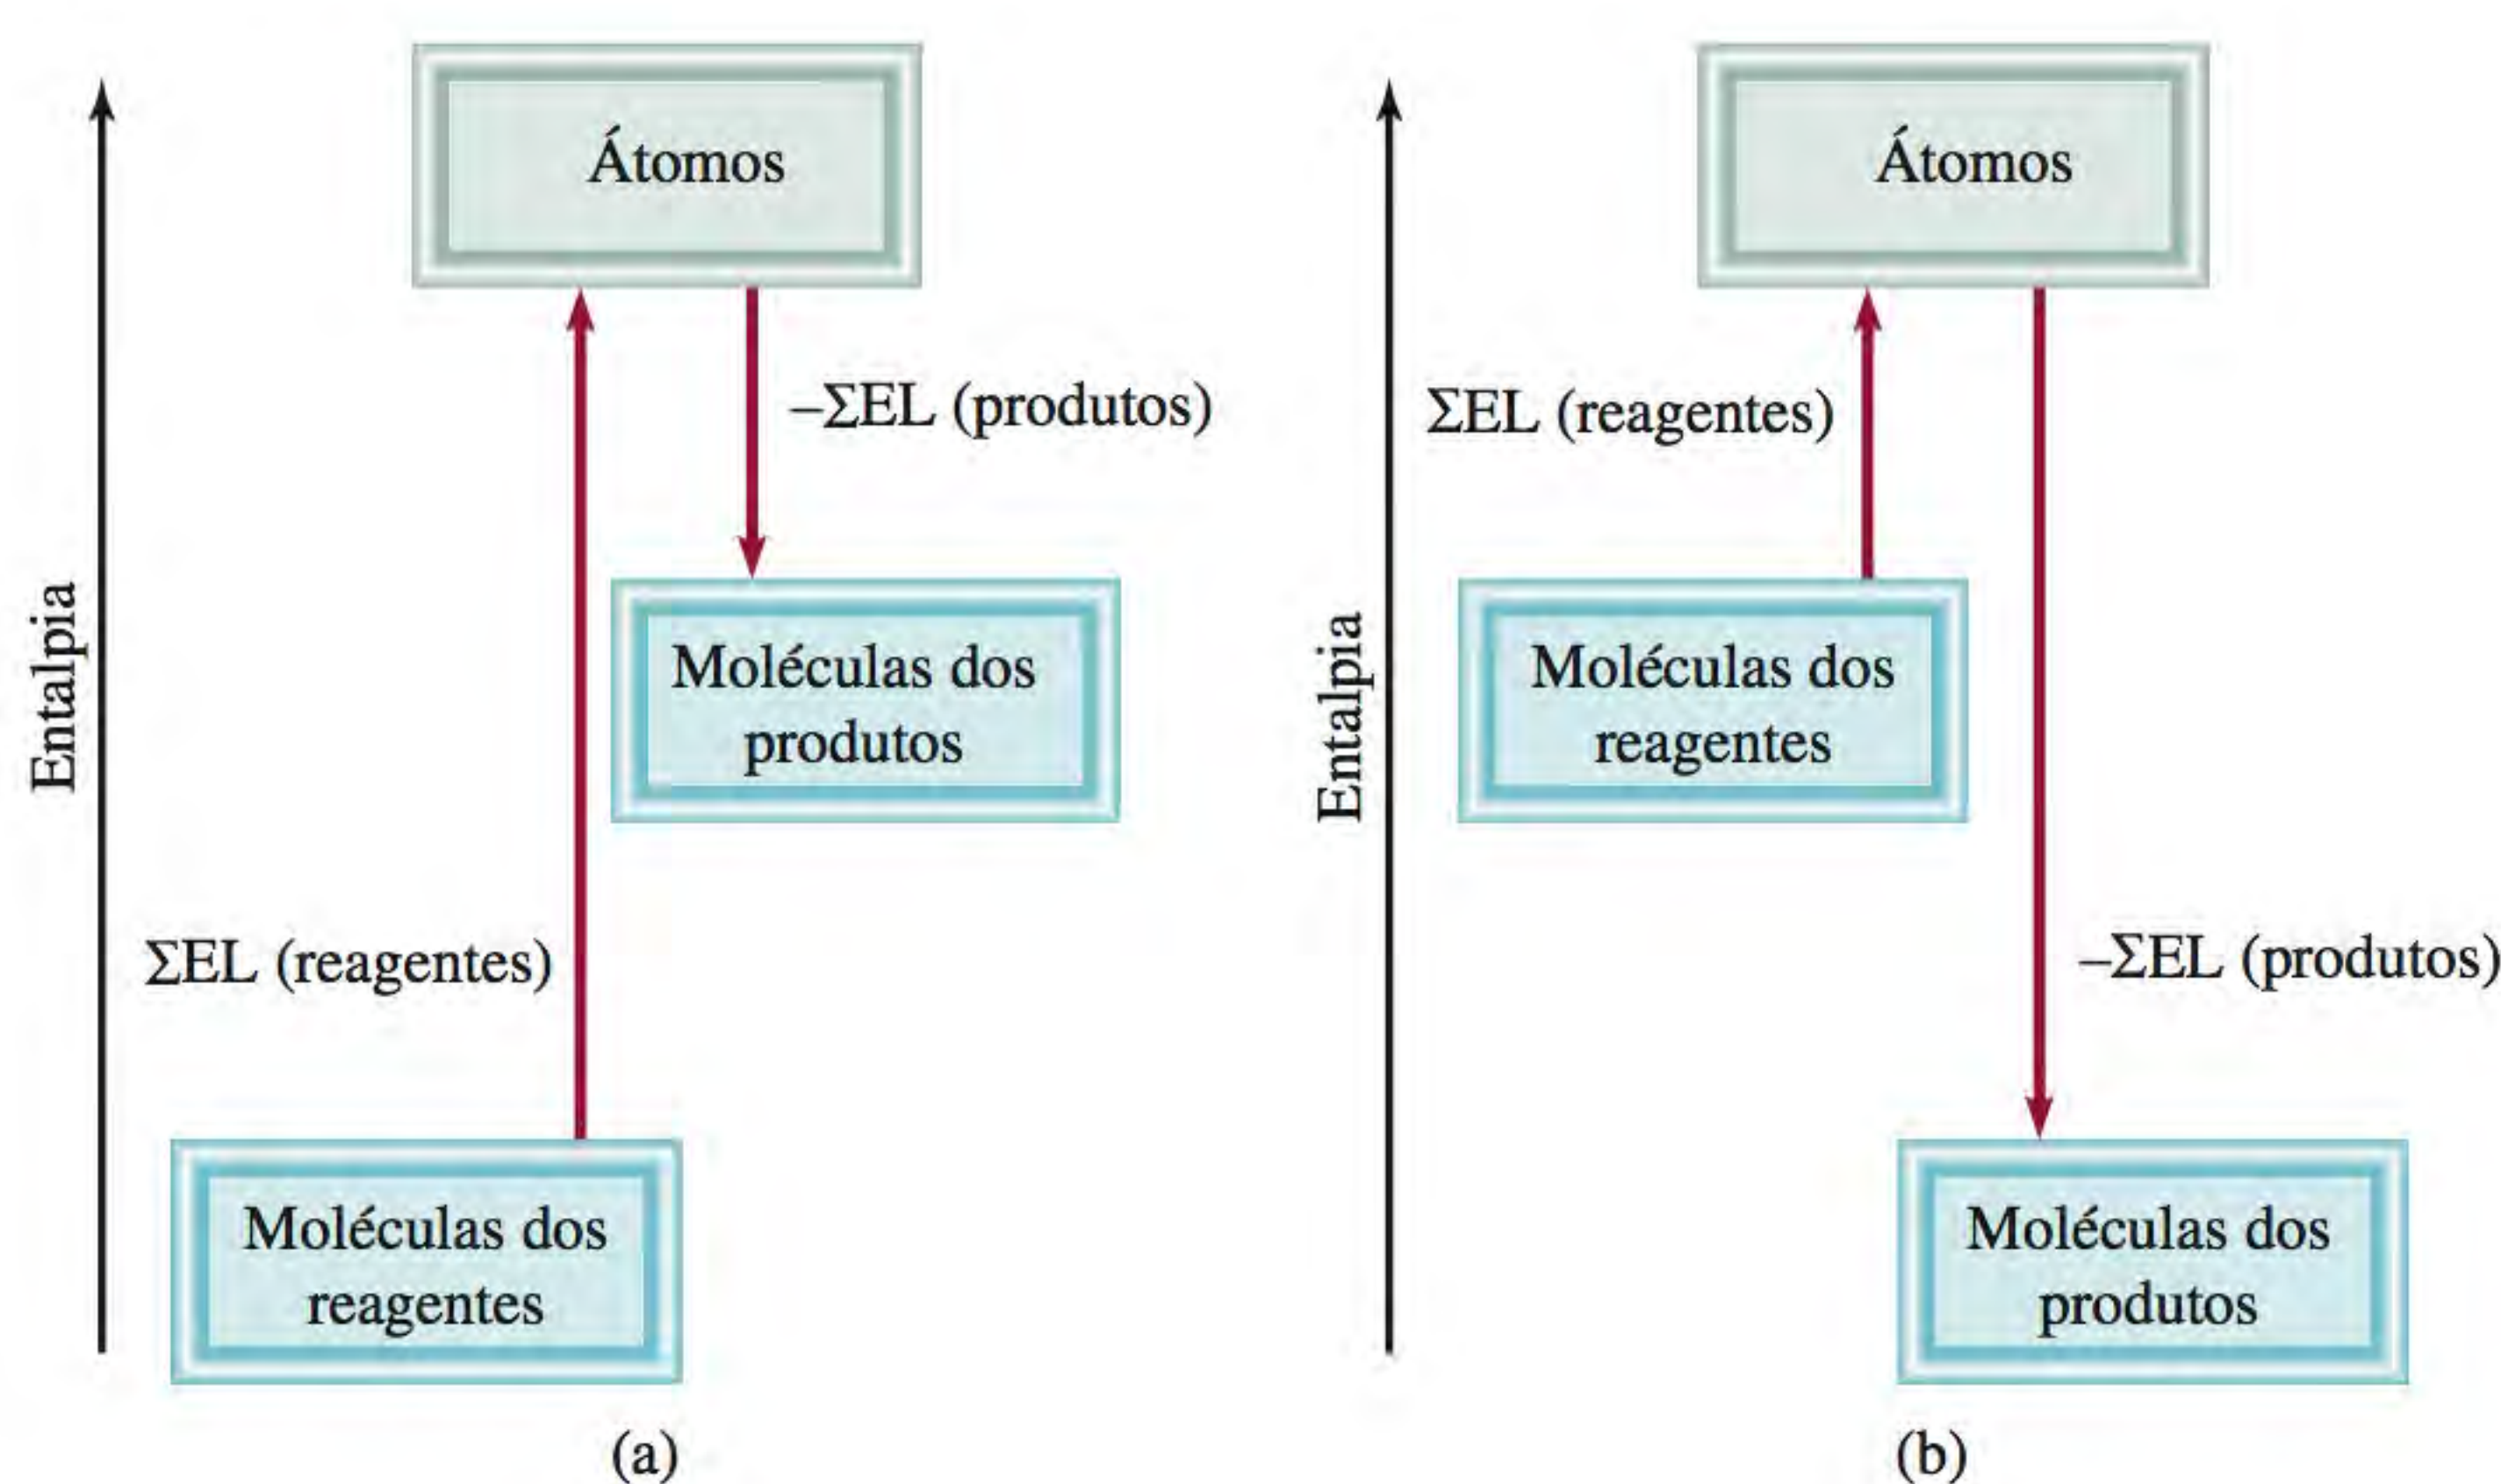 Entalpia
Átomos
–ΣEL (produtos)
Moléculas dos
produtos
ΣEL (reagentes)
Moléculas dos
reagentes
(a)
Entalpia
Átomos
ΣEL (reagentes)
Moléculas dos
reagentes
–ΣEL (produtos)
Moléculas dos
produtos
(b)